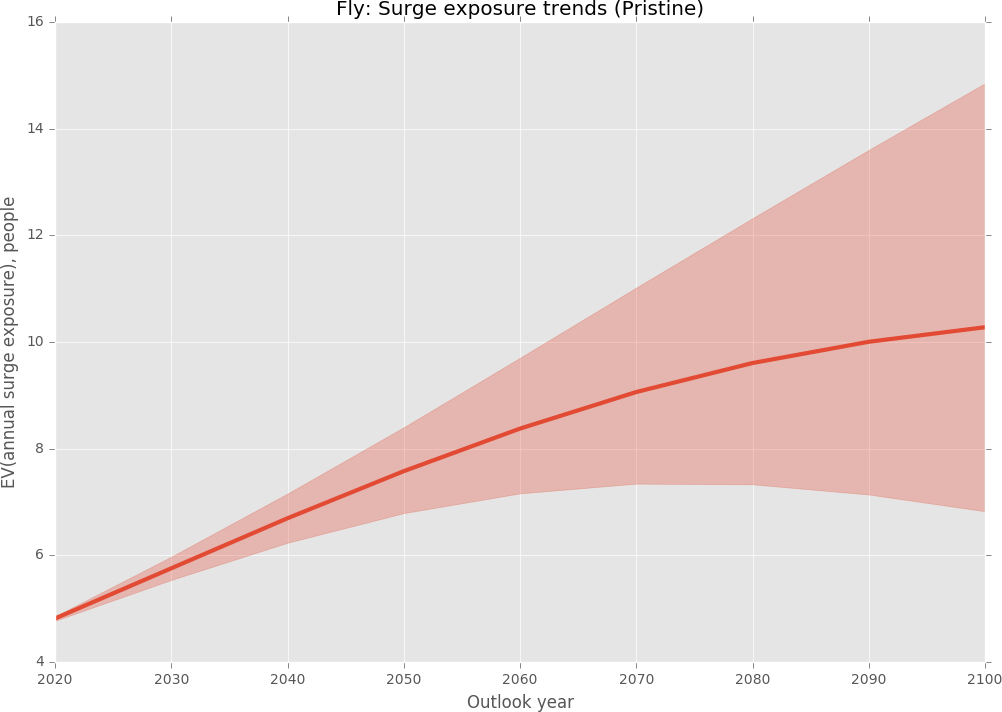 Fly: Surge exposure trends (Pristine)
EV(annual surge exposure), people
16
14
12
10
8
6
4
2020 2030 2040 2050 2060 2070 2080 2090 2100
Outlook year